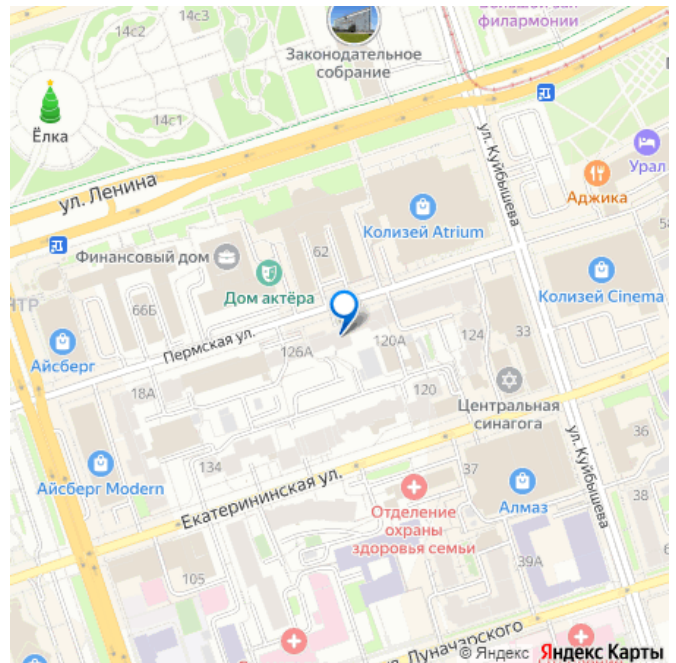 14с2
14с3
филармонии
Законодательное
собрание
14с1
Ёлка
ул. Ленина
ул. Куйбышева
Урал
Аджика
Колизей Atrium
Финансовый дом
62
Дом актёра
66Б
Колизей Cinema
Айсберг
Пермская ул.
126А
120А
124
33
18А
120
Центральная
синагога
ул. Куйбышева
36
134
37
Айсберг Modern
Екатерининская ул.
Алмаз
38
Отделение
охраны
здоровья семьи
39А
105
Луначарского
© Яндекс Яндекс Карты